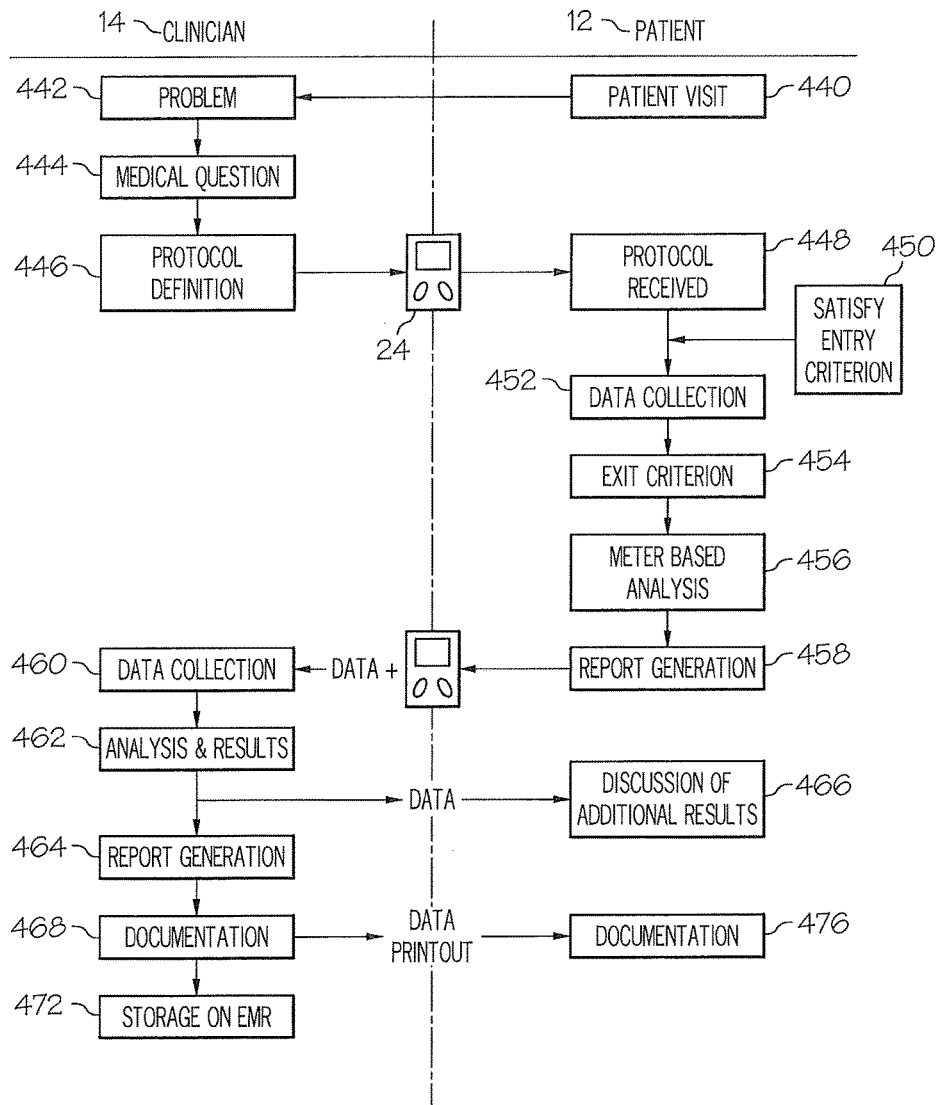 14 CLINICIAN
12 PATIENT
442 PROBLEM
PATIENT VISIT 440
444 MEDICAL QUESTION
446 PROTOCOL
DEFINITION
24
PROTOCOL
RECEIVED 448
450
SATISFY
ENTRY
CRITERION
452 DATA COLLECTION
EXIT CRITERION 454
METER BASED
ANALYSIS 456
460 DATA COLLECTION
DATA +
REPORT GENERATION 458
462 ANALYSIS & RESULTS
DATA
DISCUSSION OF
ADDITIONAL RESULTS 466
464 REPORT GENERATION
468 DOCUMENTATION
DATA
PRINTOUT
DOCUMENTATION 476
472 STORAGE ON EMR